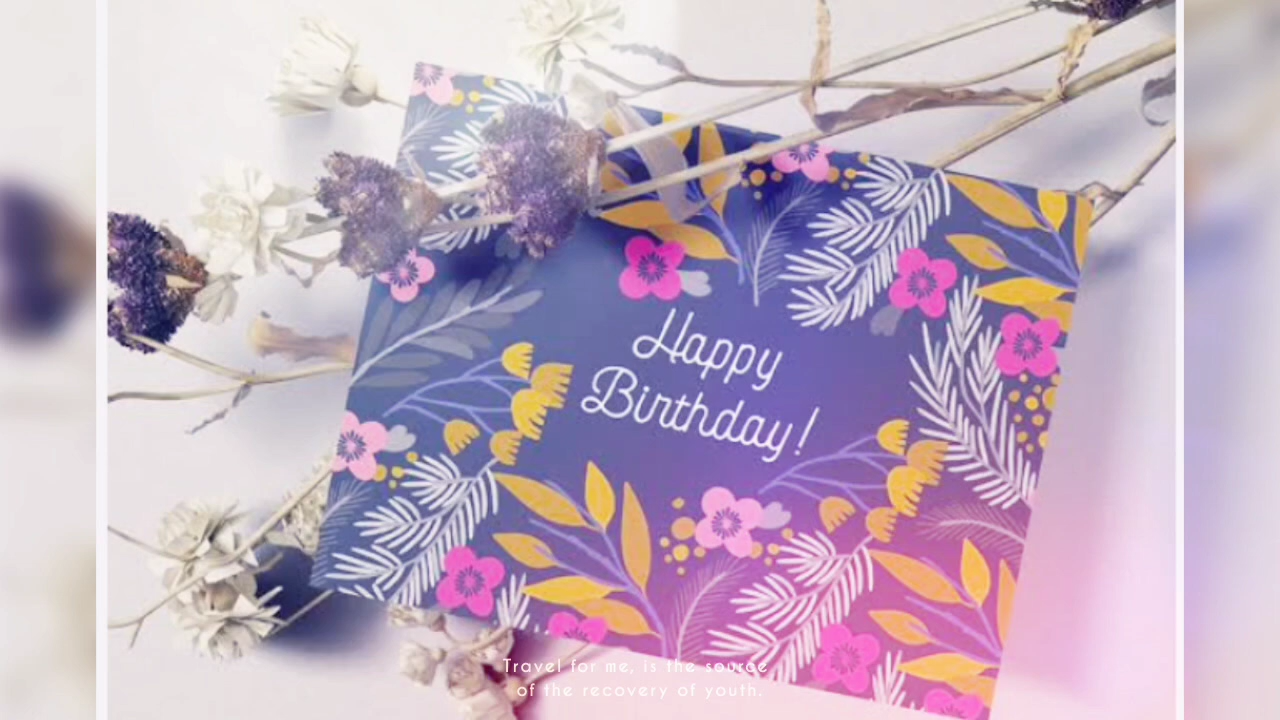 Happy
Birthday!
Travel for me, is the source
of the recovery of youth.